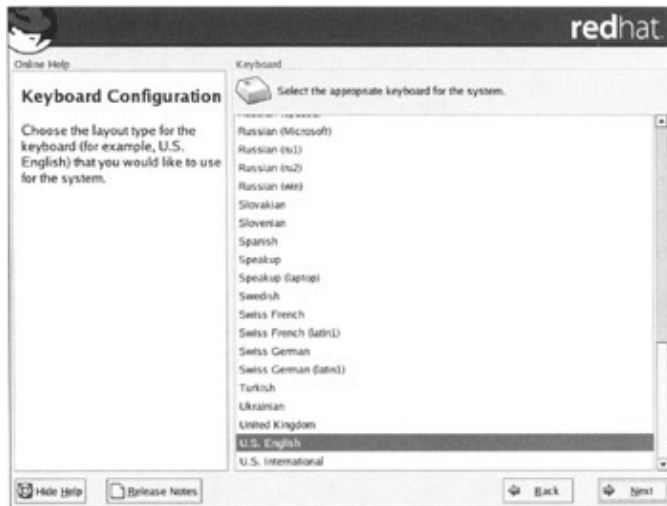 redhat.
Online Help
Keyboard
Keyboard Configuration
Choose the layout type for the
keyboard (for example, U.S.
English) that you would like to use
for the system.
Select the appropriate keyboard for the system.
Russian (Microsoft)
Russian (ru1)
Russian (ru2)
Russian (win)
Slovakian
Slovenian
Spanish
Speakup
Speakup (laptop)
Swedish
Swiss French
Swiss French (latin1)
Swiss German
Swiss German (latin1)
Turkish
Ukrainian
United Kingdom
U.S. English
U.S. International
Hide Help
Release Notes
Back
Next